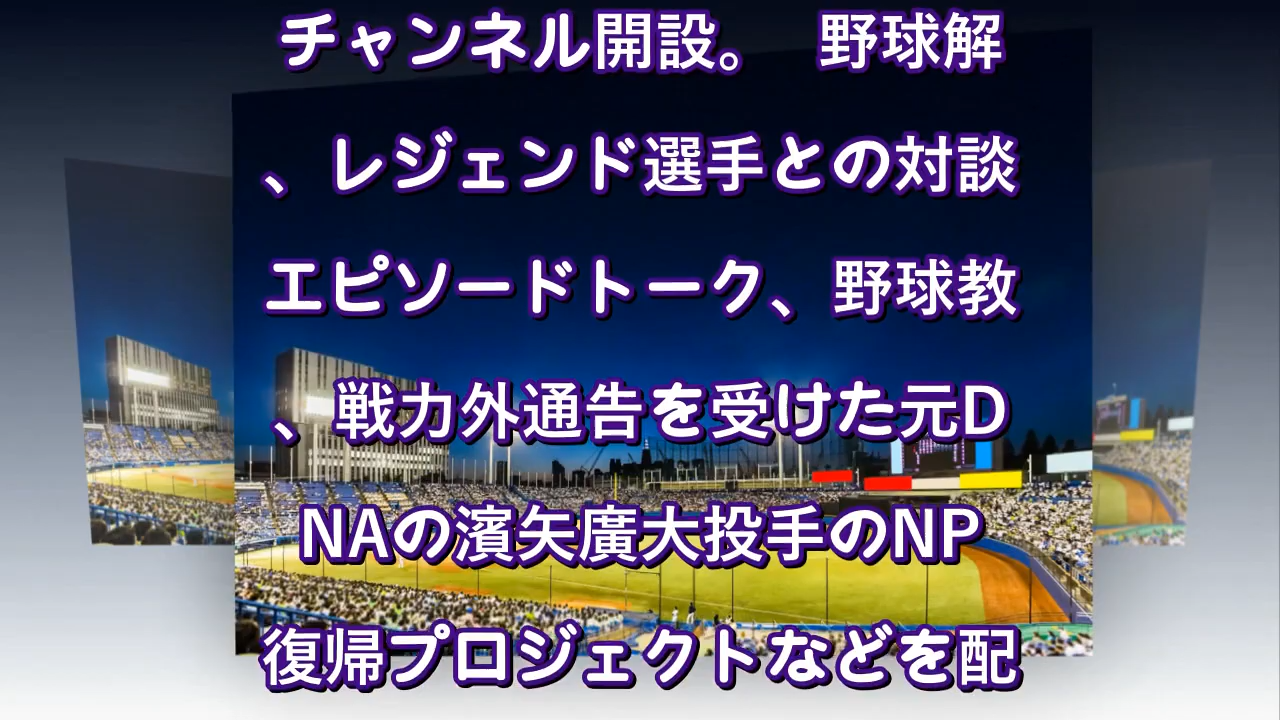 チャンネル開設。　野球解
、レジェンド選手との対談
エピソードトーク、野球教
、戦力外通告を受けた元D
NAの濱矢廣大投手のNP
復帰プロジェクトなどを配